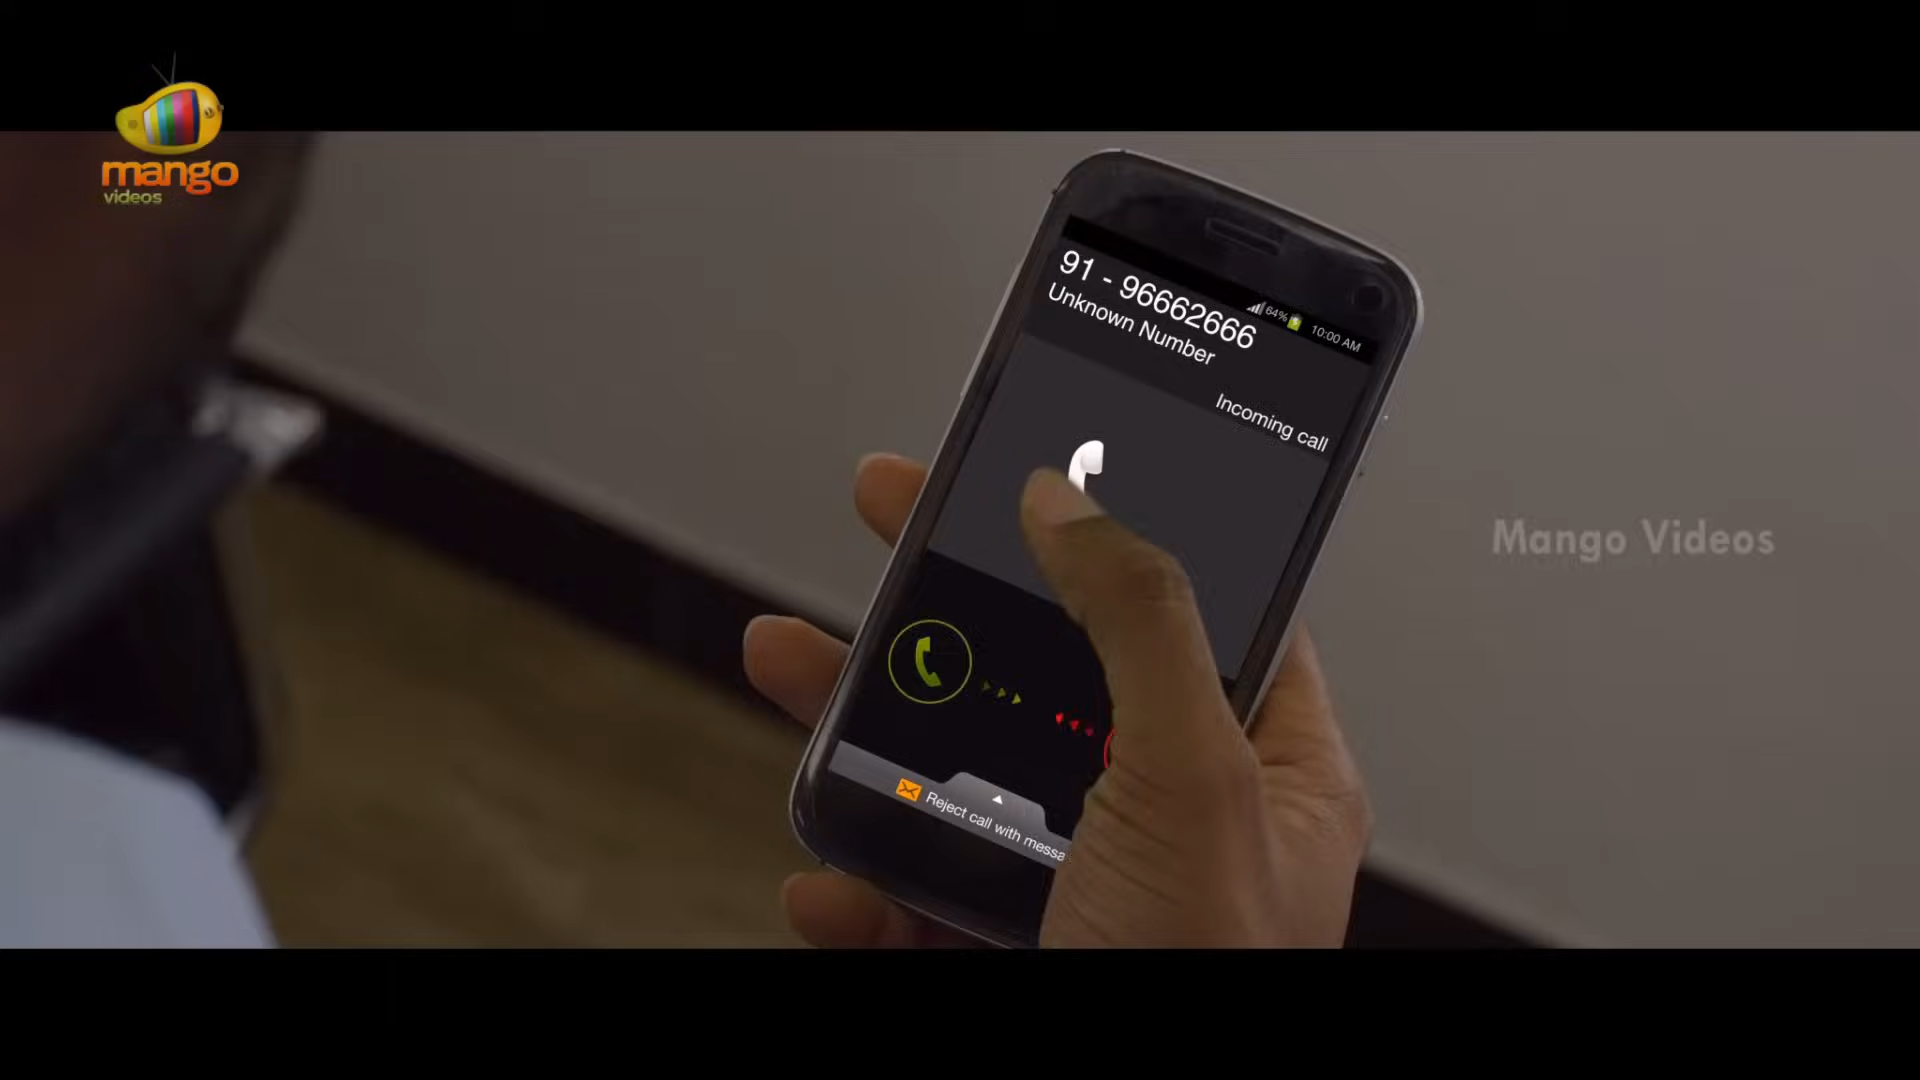 mango
videos
64% 10:00 AM
91 - 96662666
Unknown Number
Incoming call
Mango Videos
Reject call with messa